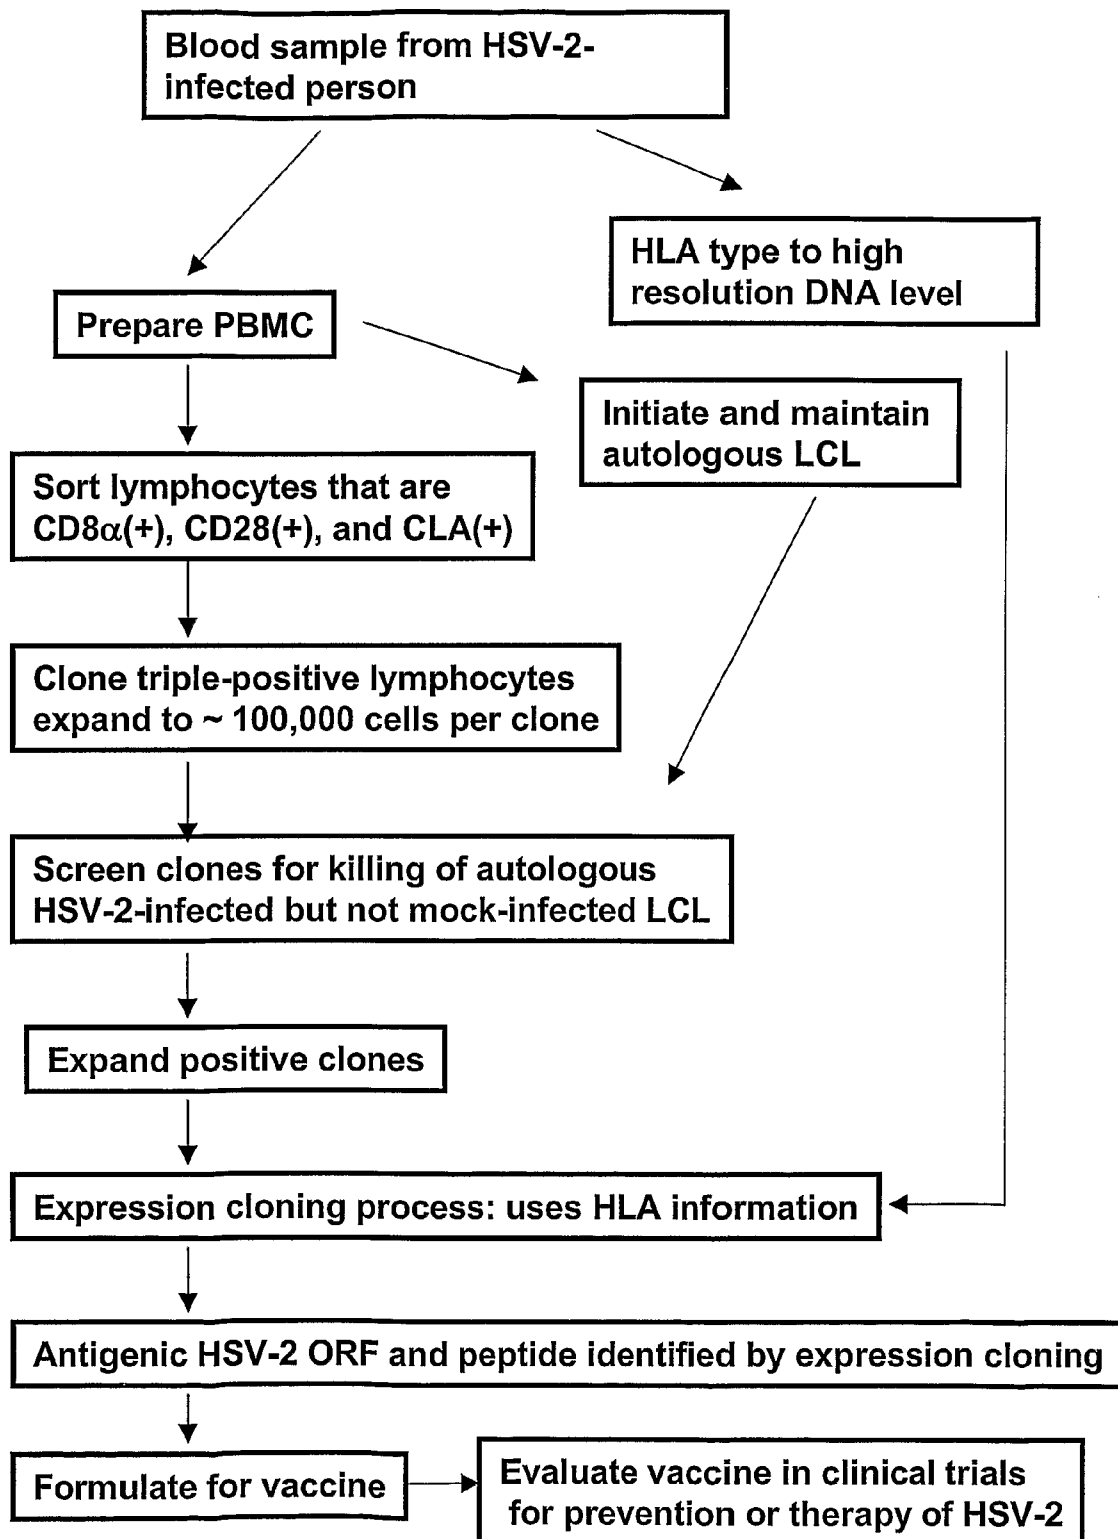 Blood sample from HSV-2-
infected person
HLA type to high
resolution DNA level
Prepare PBMC
Initiate and maintain
autologous LCL
Sort lymphocytes that are
CD8α(+), CD28(+), and CLA(+)
Clone triple-positive lymphocytes
expand to ~ 100,000 cells per clone
Screen clones for killing of autologous
HSV-2-infected but not mock-infected LCL
Expand positive clones
Expression cloning process: uses HLA information
Antigenic HSV-2 ORF and peptide identified by expression cloning
Formulate for vaccine
Evaluate vaccine in clinical trials
for prevention or therapy of HSV-2